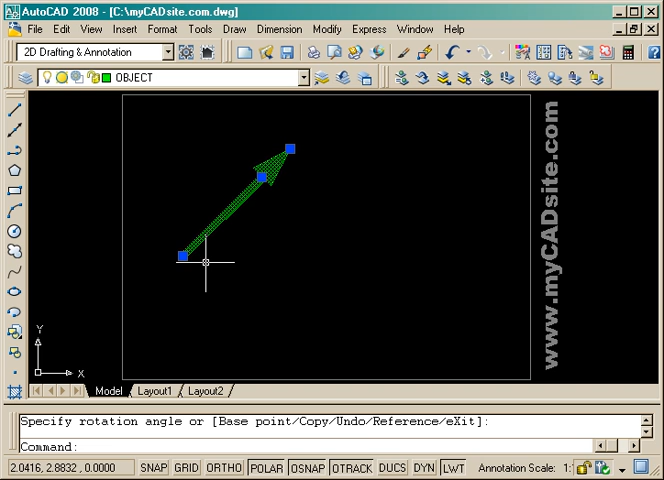 AutoCAD 2008 - [C:\myCADsite.com.dwg]
File Edit View Insert Format Tools Draw Dimension Modify Express Window Help
2D Drafting & Annotation
OBJECT
www.myCADsite.com
Y
X
Model Layout1 Layout2
Specify rotation angle or [Base point/Copy/Undo/Reference/eXit]:
Command:
2.0416, 2.8832, 0.0000 SNAP GRID ORTHO POLAR OSNAP OTRACK DUCS DYN LWT Annotation Scale: 1: